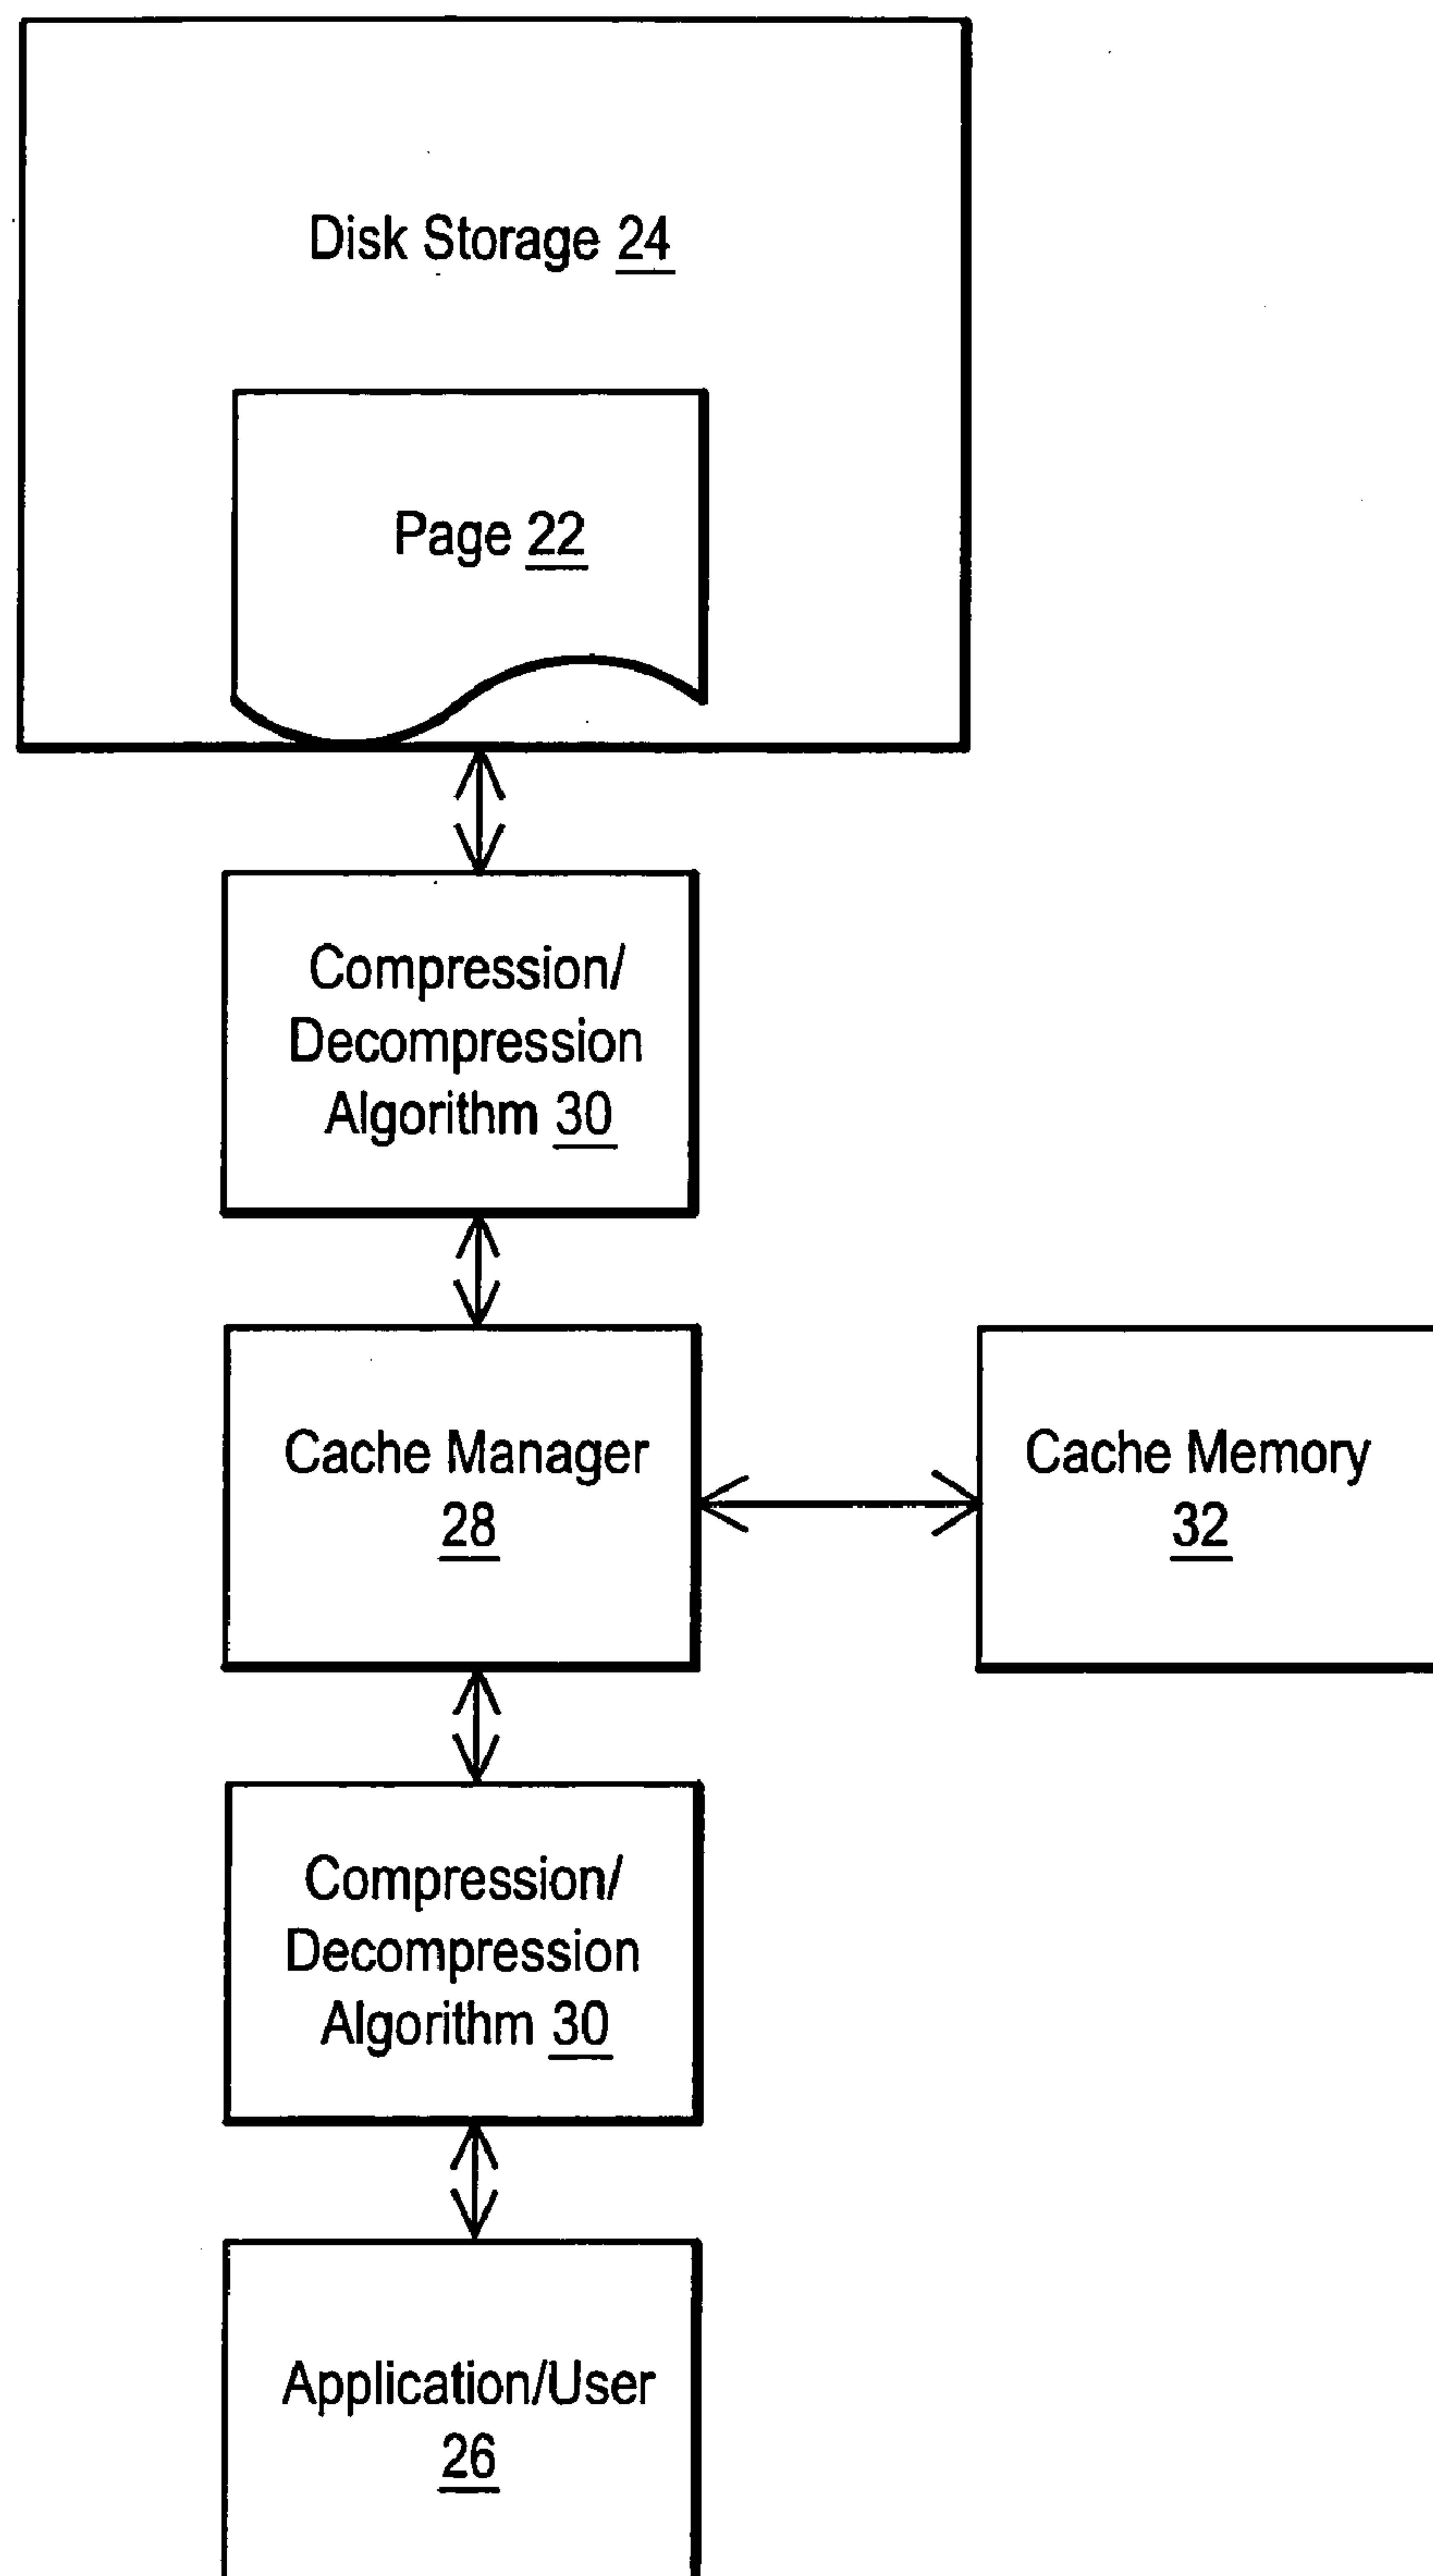 Disk Storage 24
Page 22
Compression/
Decompression
Algorithm 30
Cache Manager
28
Cache Memory
32
Compression/
Decompression
Algorithm 30
Application/User
26